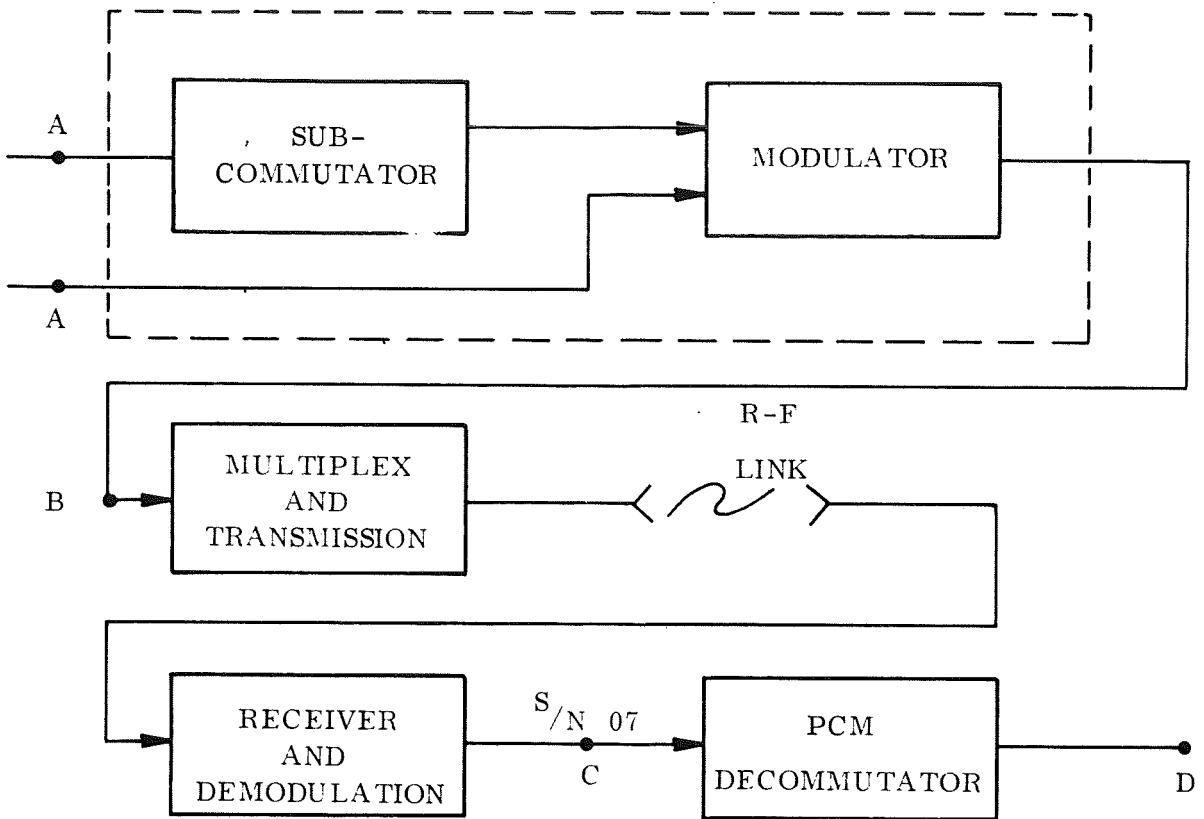 A
SUB-
COMMUTATOR
MODULATOR
A
R-F
LINK
B
MULTIPLEX
AND
TRANSMISSION
S/N 07
RECEIVER
AND
DEMODULATION
C
PCM
DECOMMUTATOR
D